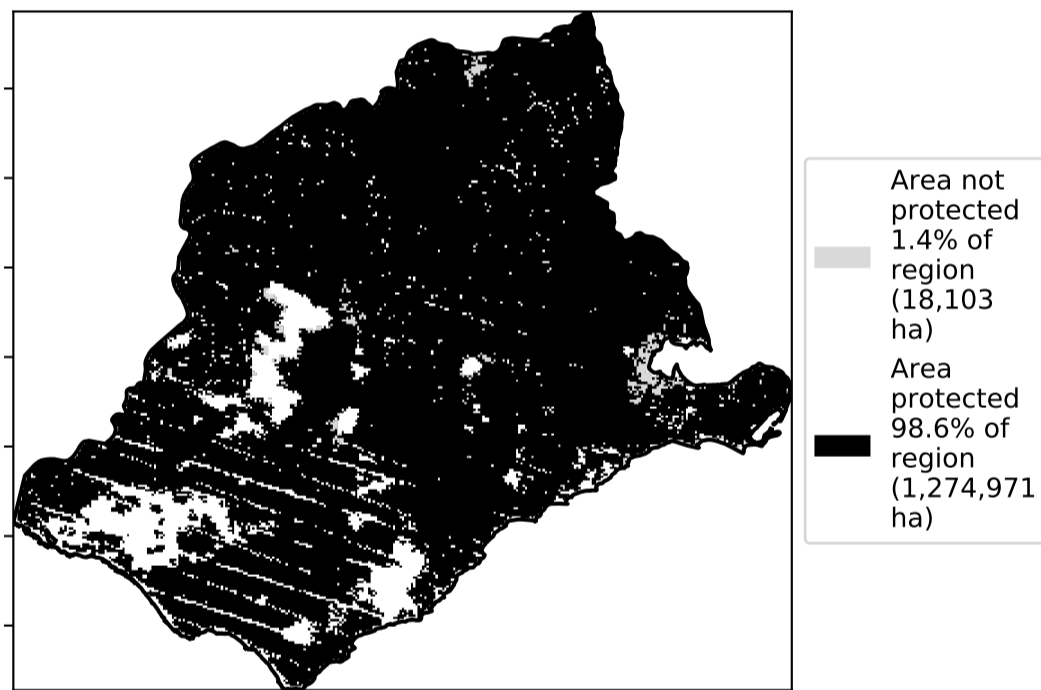 Area not
protected
1.4% of
region
(18,103
ha)
Area
protected
98.6% of
region
(1,274,971
ha)